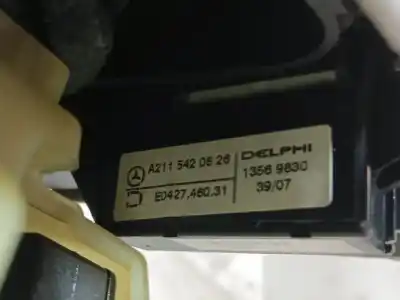 A211 542 06 26
E0427.460.31
DELPHI
1356 9830
39/07